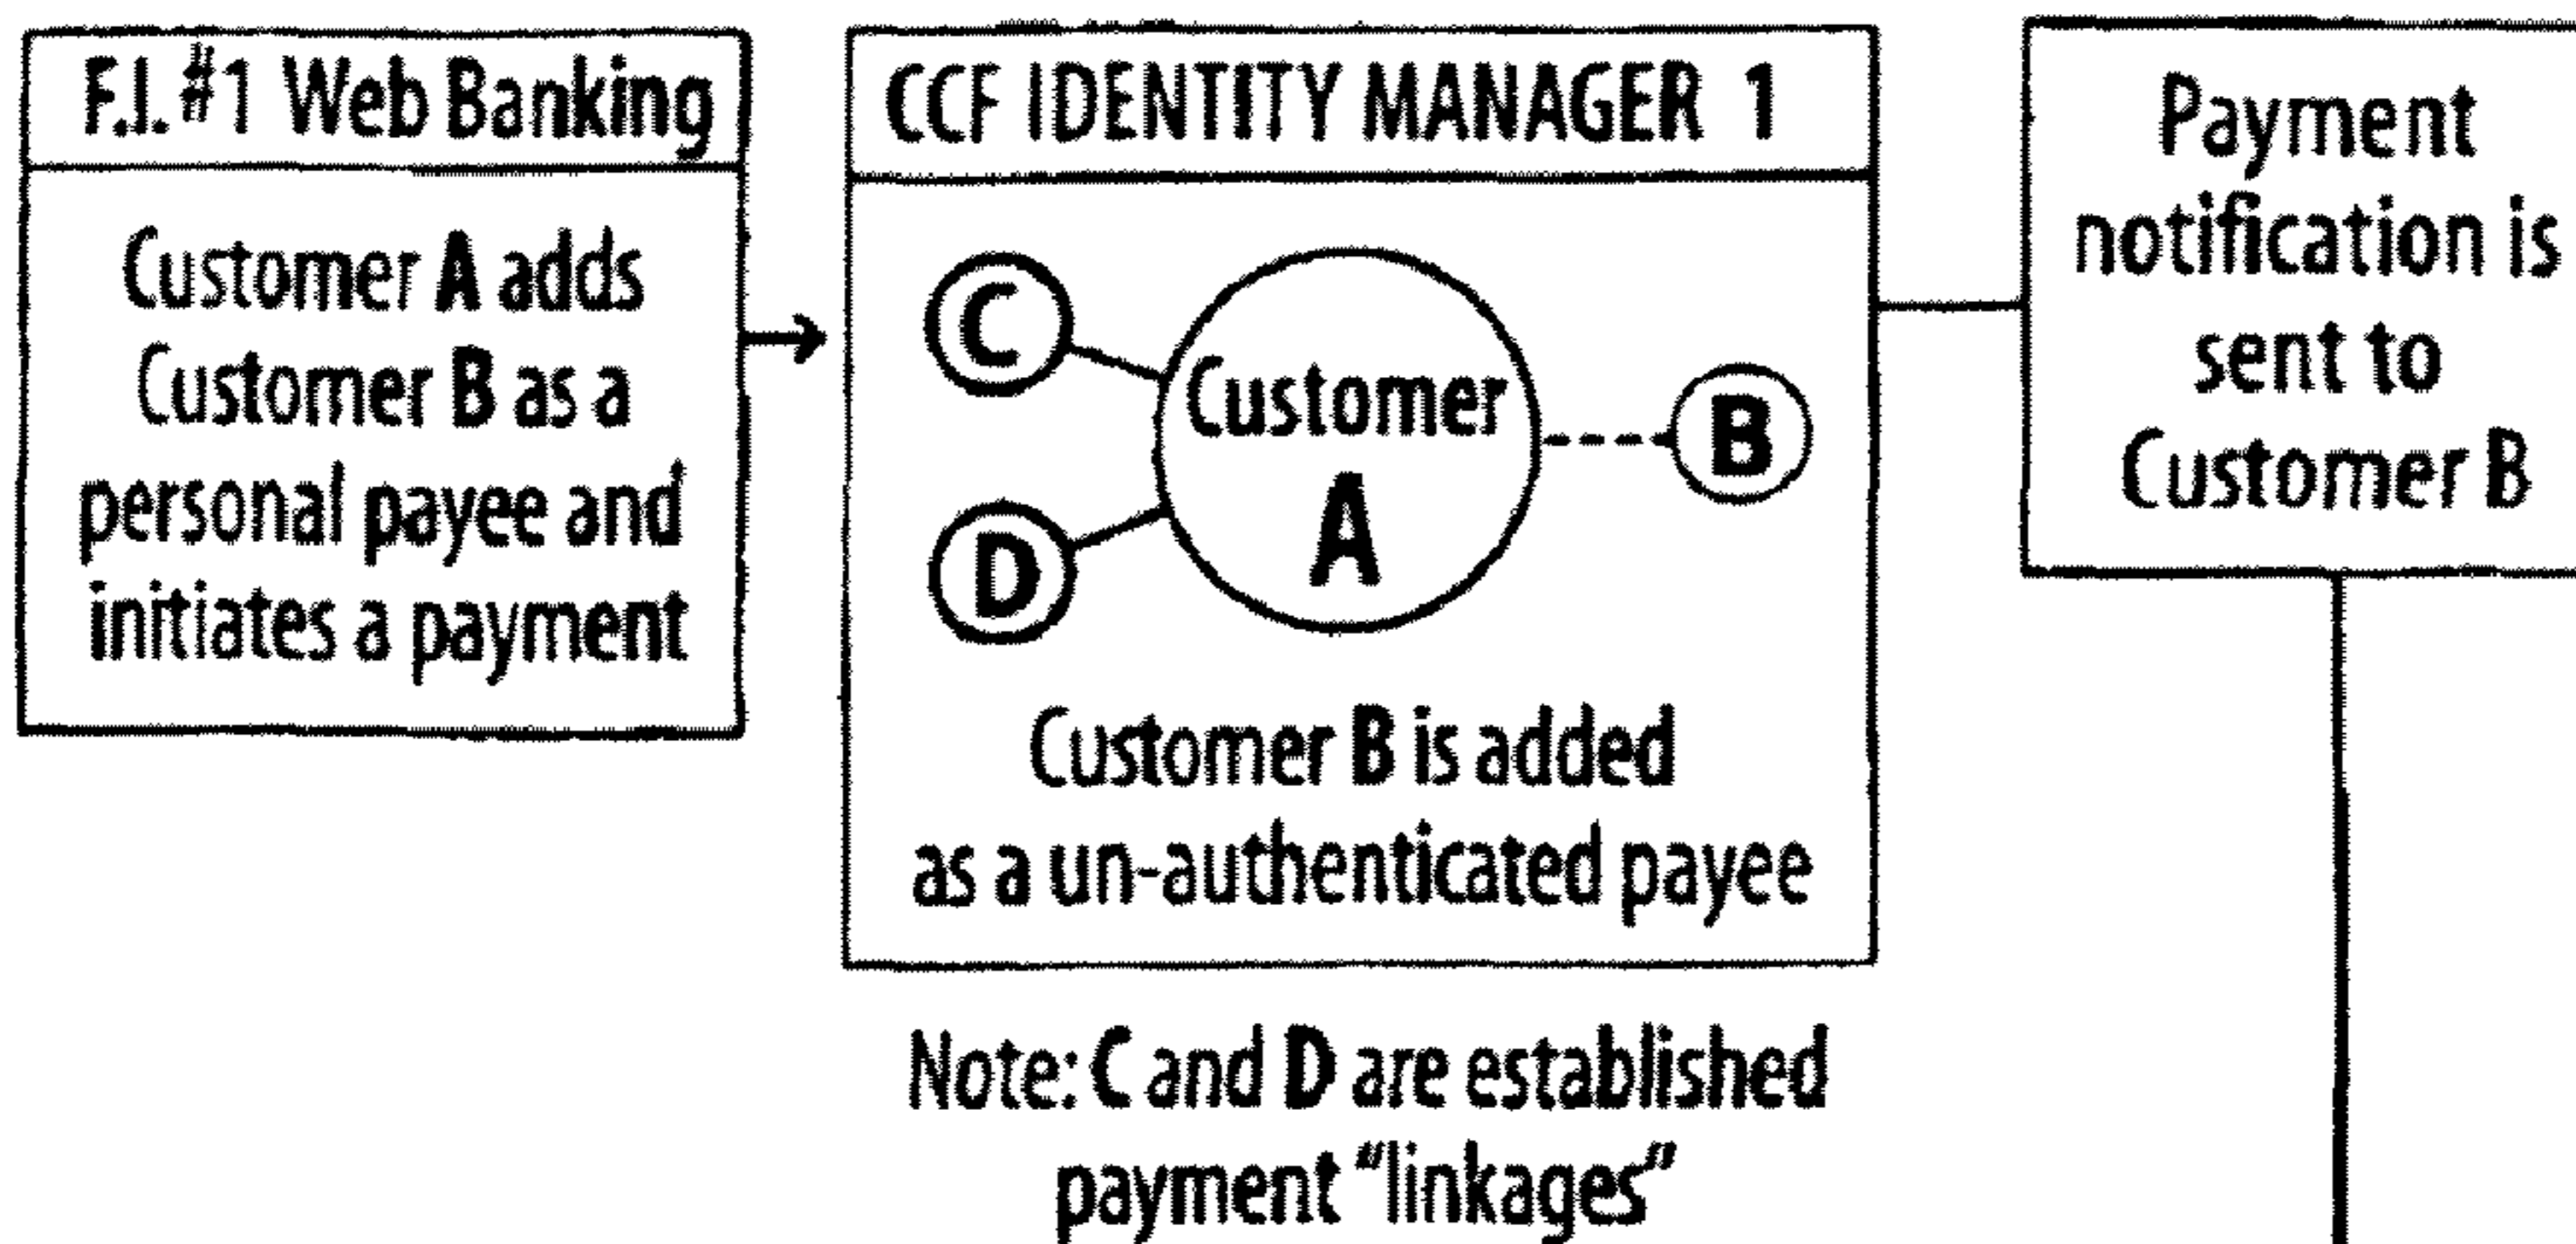 F.I. #1 Web Banking
Customer A adds
Customer B as a
personal payee and
initiates a payment
CCF IDENTITY MANAGER 1
C
Customer
A
B
D
Customer B is added
as a un-authenticated payee
Note: C and D are established
payment "linkages"
Payment
notification is
sent to
Customer B